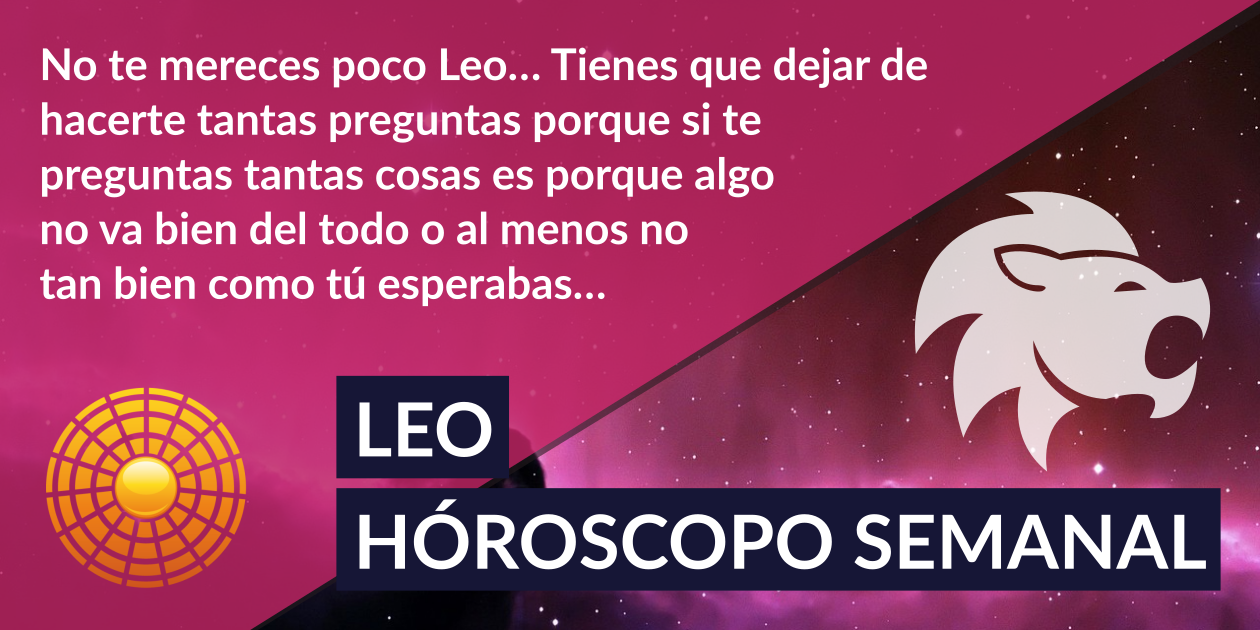 No te mereces poco Leo... Tienes que dejar de
hacerte tantas preguntas porque si te
preguntas tantas cosas es porque algo
no va bien del todo o al menos no
tan bien como tú esperabas...
LEO
HÓROSCOPO SEMANAL